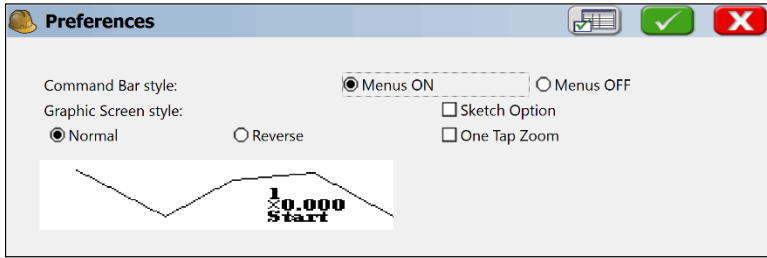 Preferences
Command Bar style: Menus ON Menus OFF
Graphic Screen style: Sketch Option
Normal Reverse One Tap Zoom
1
×0.000
Start